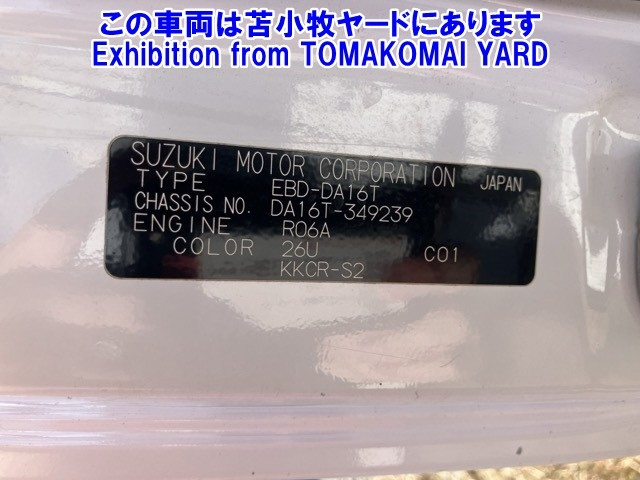 この車両は苫小牧ヤードにあります
Exhibition from TOMAKOMAI YARD
SUZUKI MOTOR CORPORATION JAPAN
TYPE EBD-DA16T
CHASSIS NO. DA16T-349239
ENGINE R06A
COLOR 26U C01
KKCR-S2